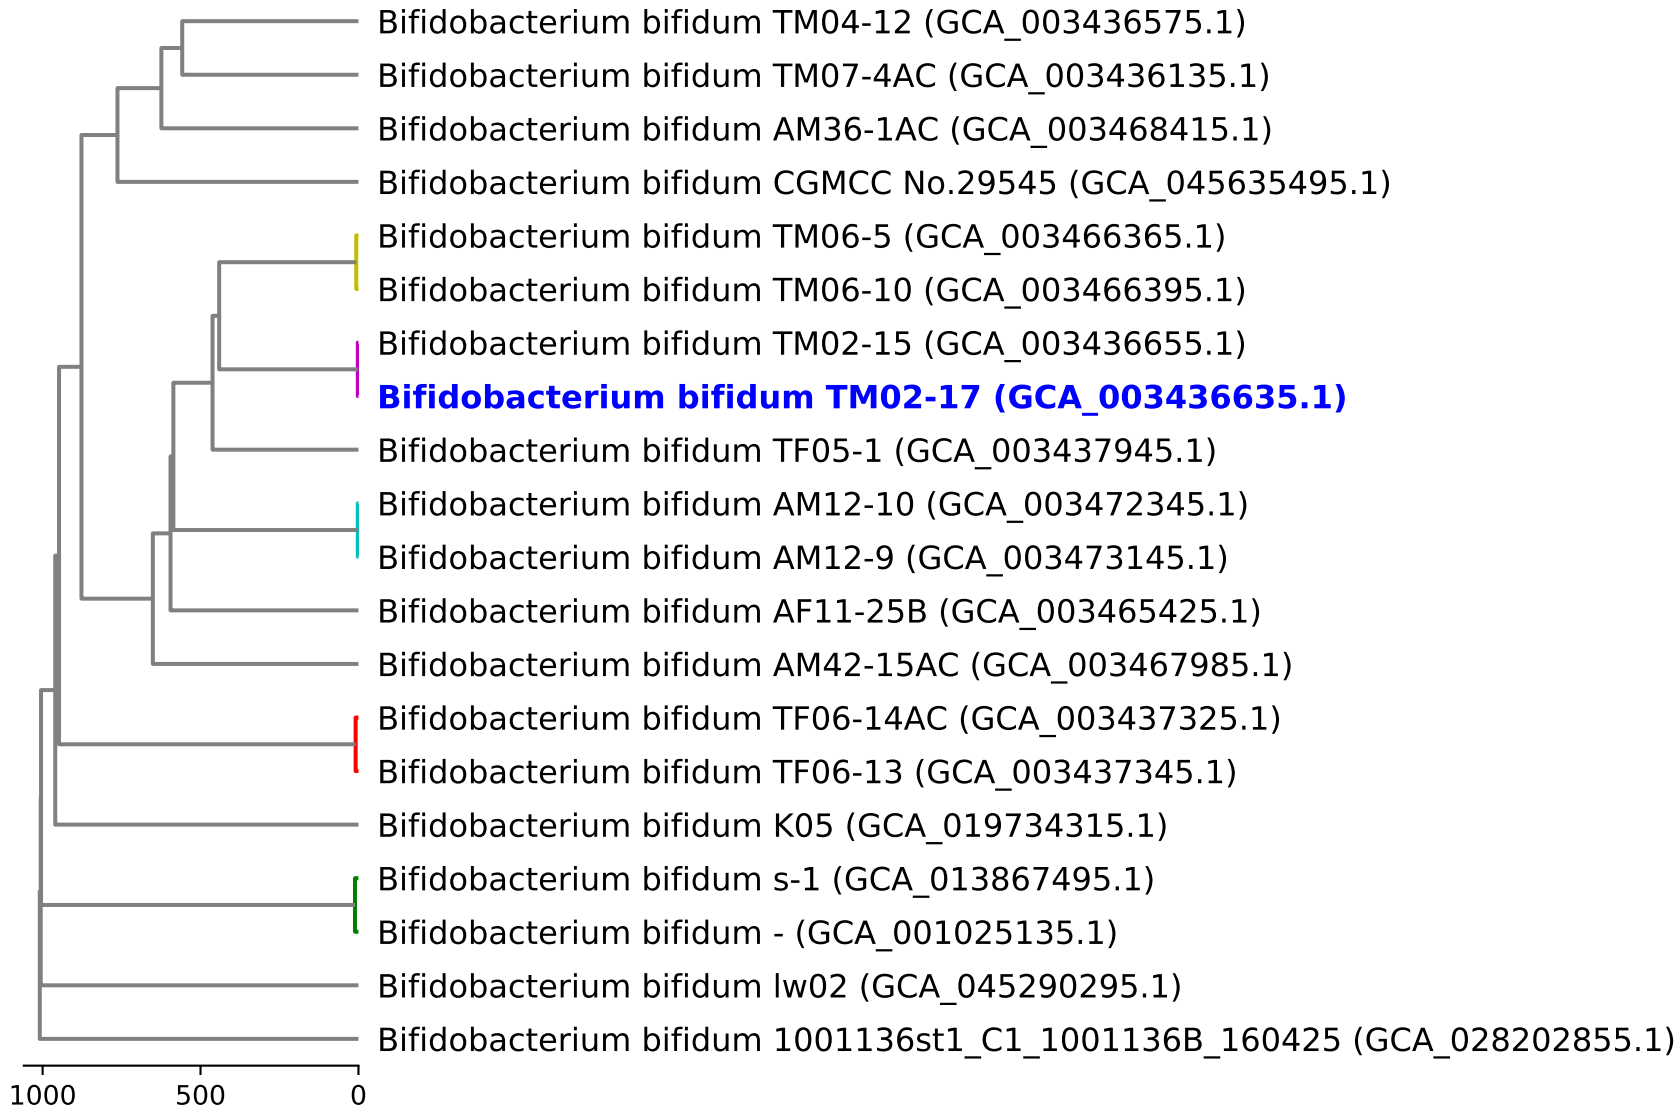 Bifidobacterium bifidum TM04-12 (GCA_003436575.1)
Bifidobacterium bifidum TM07-4AC (GCA_003436135.1)
Bifidobacterium bifidum AM36-1AC (GCA_003468415.1)
Bifidobacterium bifidum CGMCC No.29545 (GCA_045635495.1)
Bifidobacterium bifidum TM06-5 (GCA_003466365.1)
Bifidobacterium bifidum TM06-10 (GCA_003466395.1)
Bifidobacterium bifidum TM02-15 (GCA_003436655.1)
Bifidobacterium bifidum TM02-17 (GCA_003436635.1)
Bifidobacterium bifidum TF05-1 (GCA_003437945.1)
Bifidobacterium bifidum AM12-10 (GCA_003472345.1)
Bifidobacterium bifidum AM12-9 (GCA_003473145.1)
Bifidobacterium bifidum AF11-25B (GCA_003465425.1)
Bifidobacterium bifidum AM42-15AC (GCA_003467985.1)
Bifidobacterium bifidum TF06-14AC (GCA_003437325.1)
Bifidobacterium bifidum TF06-13 (GCA_003437345.1)
Bifidobacterium bifidum K05 (GCA_019734315.1)
Bifidobacterium bifidum s-1 (GCA_013867495.1)
Bifidobacterium bifidum - (GCA_001025135.1)
Bifidobacterium bifidum lw02 (GCA_045290295.1)
Bifidobacterium bifidum 1001136st1_C1_1001136B_160425 (GCA_028202855.1)
1000 500 0